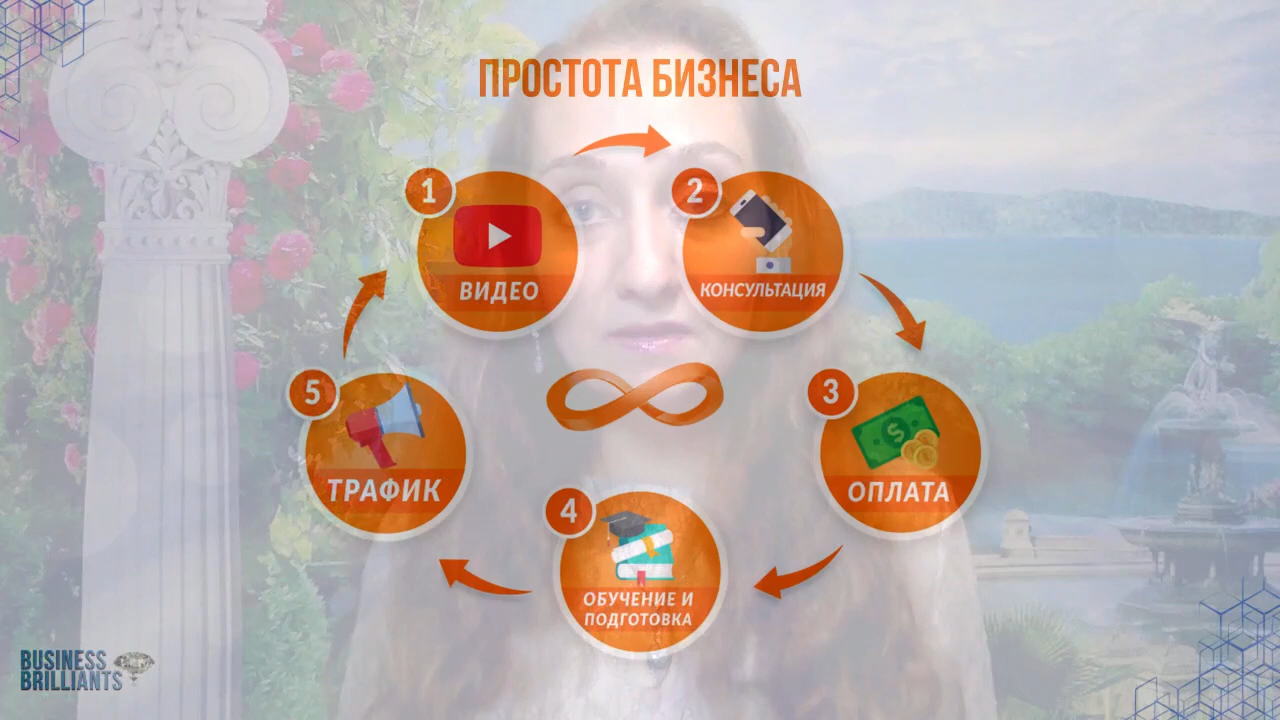 ПРОСТОТА БИЗНЕСА
1
ВИДЕО
2
КОНСУЛЬТАЦИЯ
3
ОПЛАТА
4
ОБУЧЕНИЕ И
ПОДГОТОВКА
5
ТРАФИК
BUSINESS
BRILLIANTS